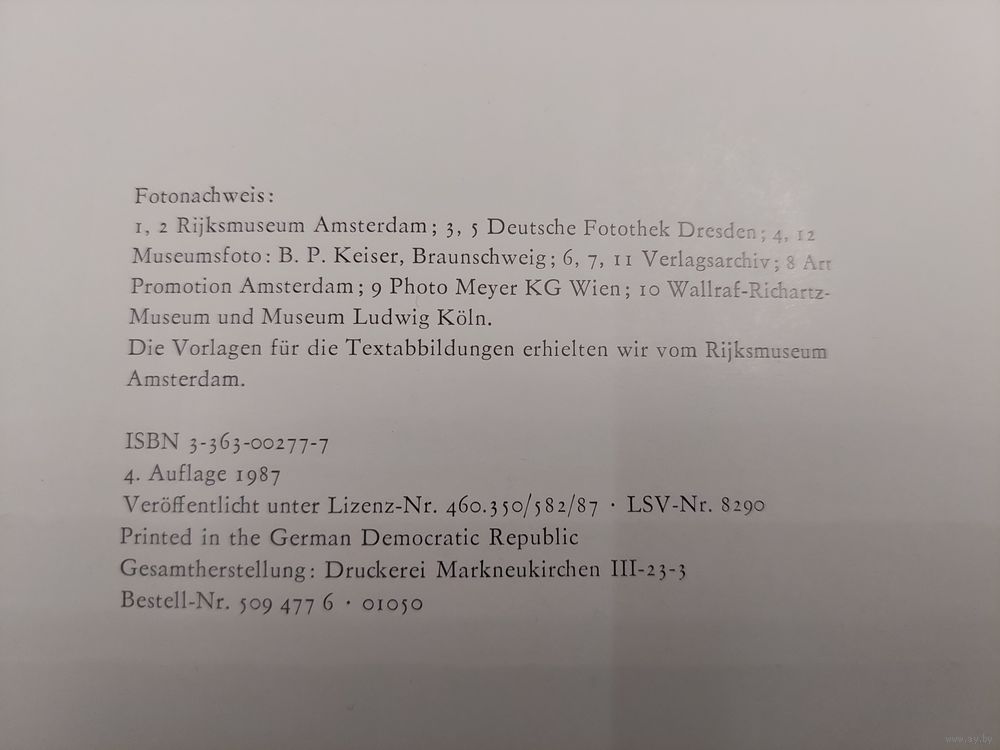 Fotonachweis:
1, 2 Rijksmuseum Amsterdam; 3, 5 Deutsche Fotothek Dresden; 4, 12
Museumsfoto: B. P. Keiser, Braunschweig; 6, 7, 11 Verlagsarchiv; 8 Art
Promotion Amsterdam; 9 Photo Meyer KG Wien; 10 Wallraf-Richartz-
Museum und Museum Ludwig Köln.
Die Vorlagen für die Textabbildungen erhielten wir vom Rijksmuseum
Amsterdam.
ISBN 3-363-00277-7
4. Auflage 1987
Veröffentlicht unter Lizenz-Nr. 460.350/582/87 · LSV-Nr. 8290
Printed in the German Democratic Republic
Gesamtherstellung: Druckerei Markneukirchen III-23-3
Bestell-Nr. 509 477 6 · 01050
www.ay.by